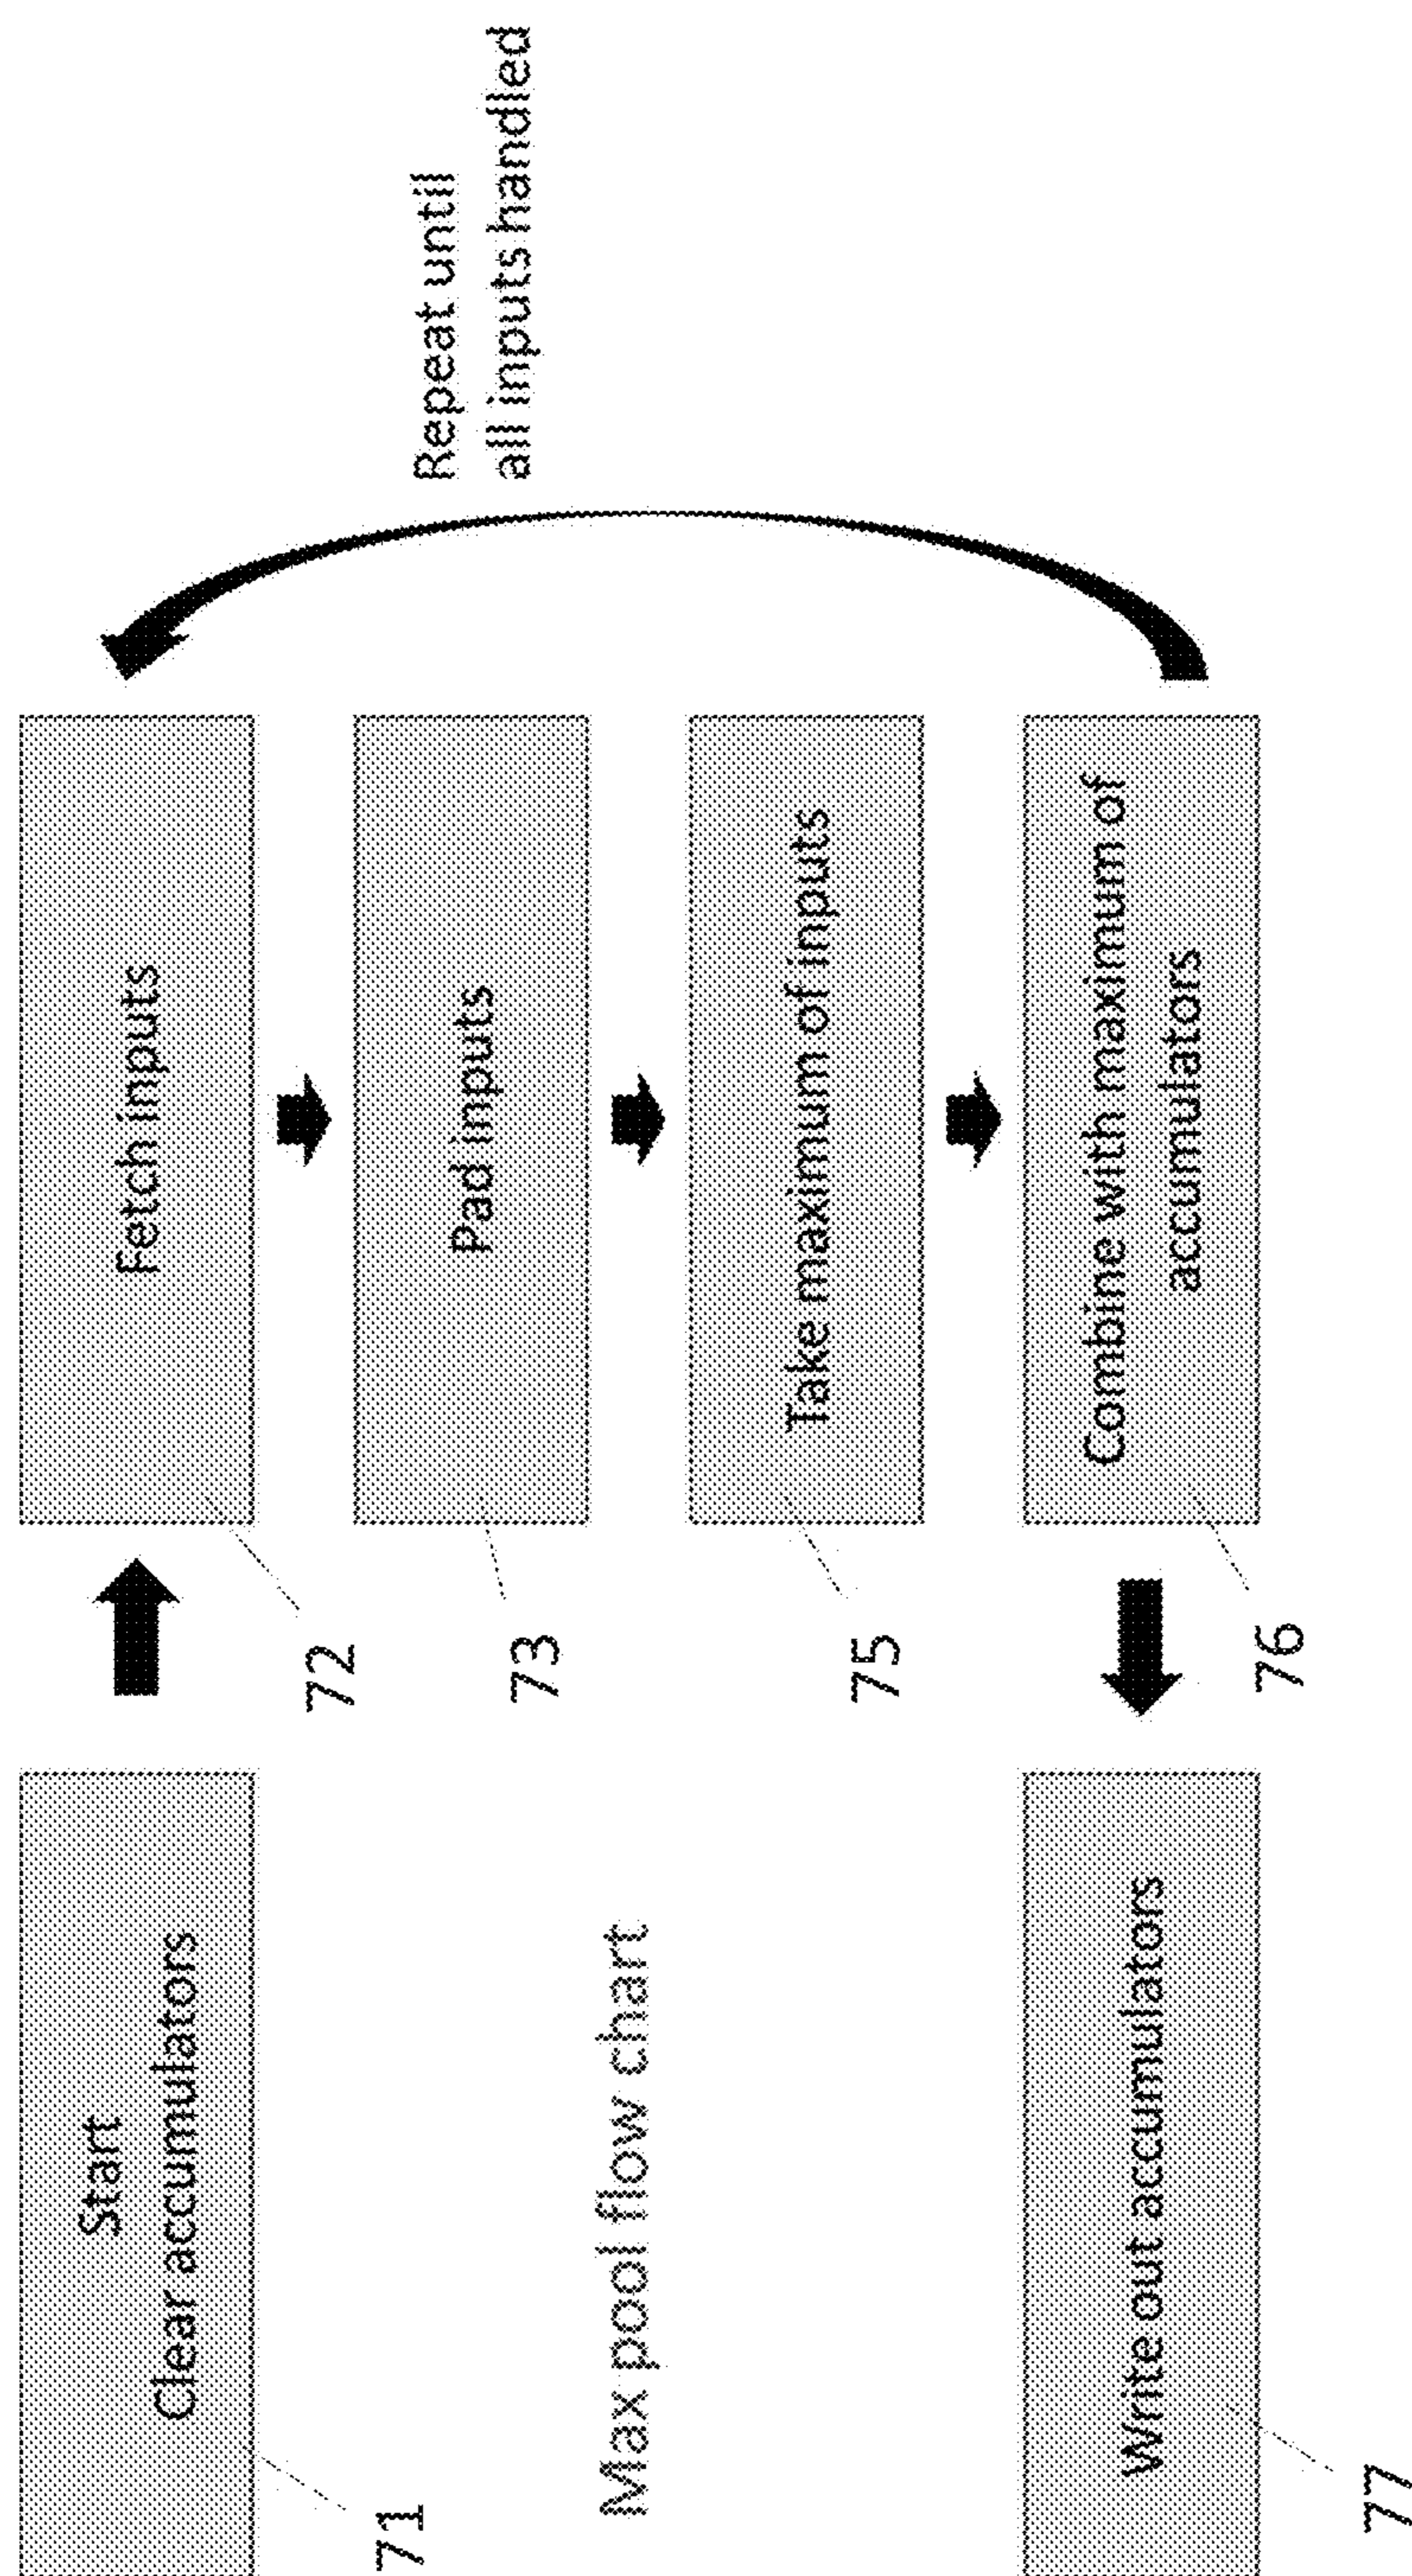 Start
Clear accumulators
71
Fetch inputs
72
Pad inputs
73
Take maximum of inputs
75
Combine with maximum of
accumulators
76
Repeat until
all inputs handled
Max pool flow chart
Write out accumulators
77